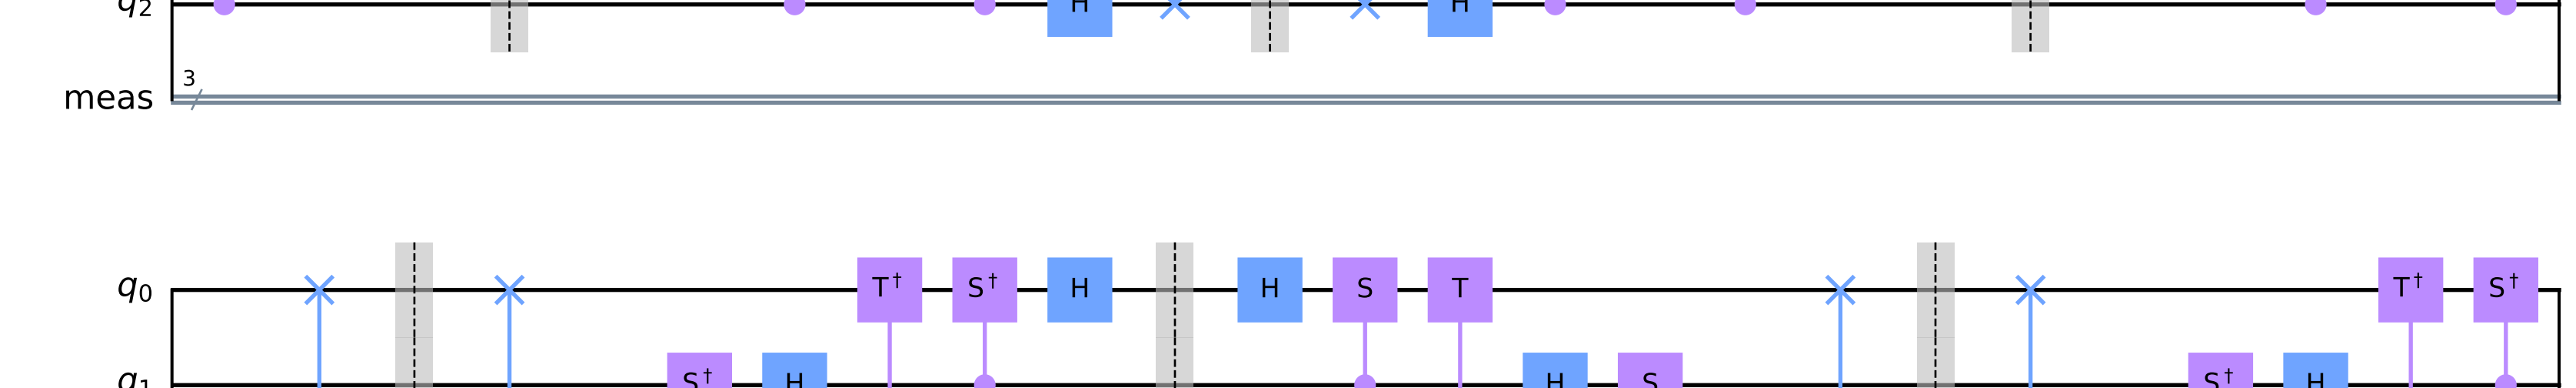 q2 H H
3
meas
q0 T† S† H H S T T† S†
q1 S† H H S S† H